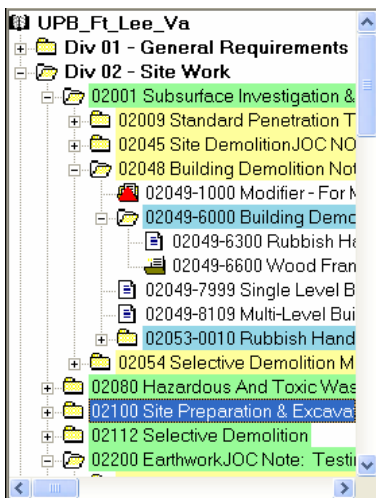 UPB_Ft_Lee_Va
Div 01 - General Requirements
Div 02 - Site Work
02001 Subsurface Investigation &
02009 Standard Penetration T
02045 Site DemolitionJOC NO
02048 Building Demolition Not
02049-1000 Modifier - For
02049-6000 Building Demo
02049-6300 Rubbish Ha
02049-6600 Wood Fran
02049-7999 Single Level B
02049-8109 Multi-Level Bui
02053-0010 Rubbish Hand
02054 Selective Demolition M
02080 Hazardous And Toxic Was
02100 Site Preparation & Excava
02112 Selective Demolition
02200 EarthworkJOC Note: Testi